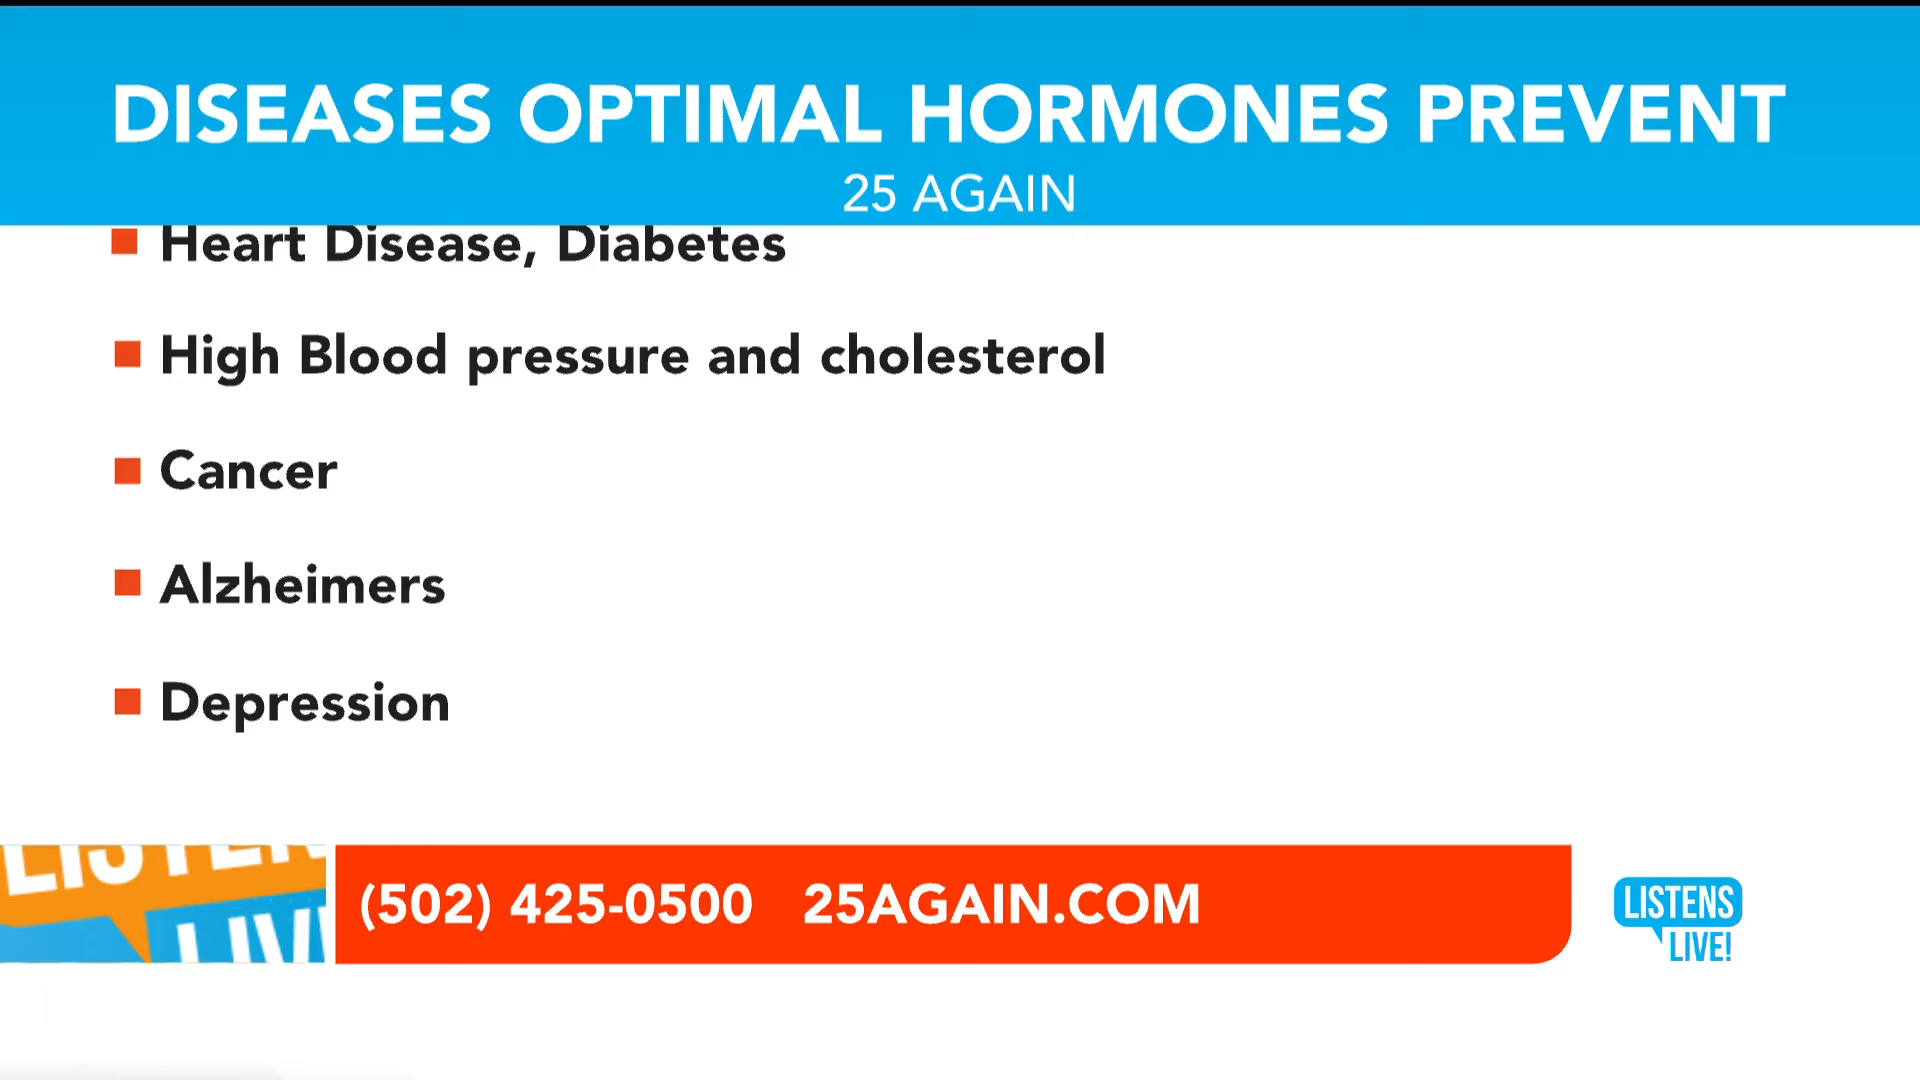 DISEASES OPTIMAL HORMONES PREVENT
25 AGAIN
Heart Disease, Diabetes
High Blood pressure and cholesterol
Cancer
Alzheimers
Depression
(502) 425-0500 25AGAIN.COM
LISTENS
LIVE!